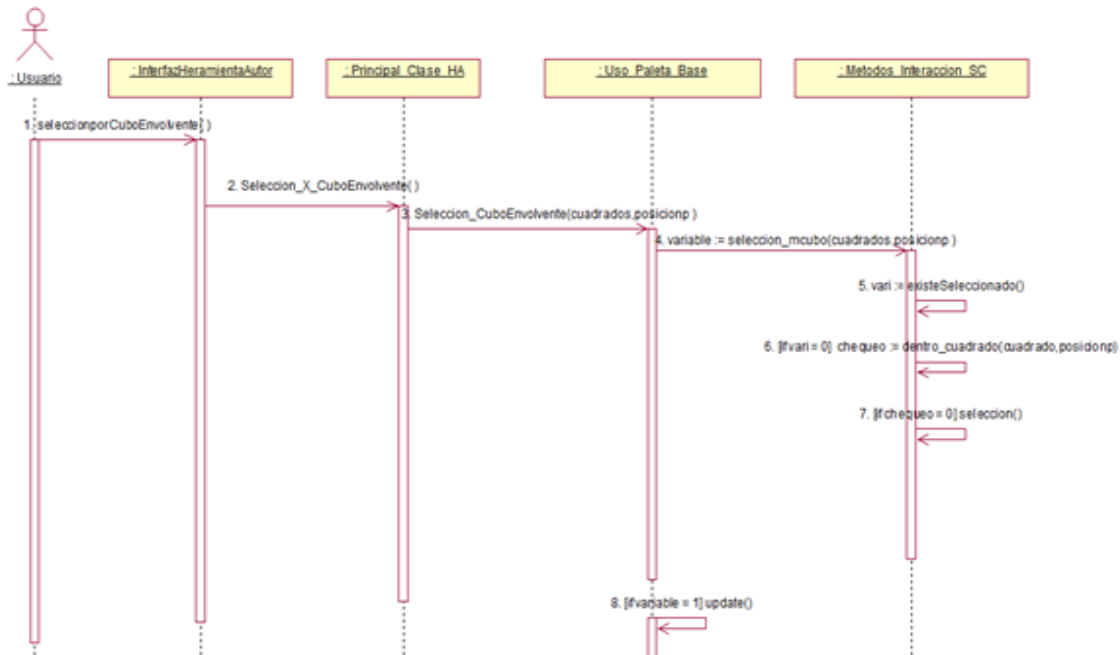 : Usuario
: InterfazHeramientaAutor
: Principal_Clase_HA
: Uso_Paleta_Base
: Metodos_Interaccion_SC
1. seleccionporCuboEnvolvente( )
2. Seleccion_X_CuboEnvolvente( )
3. Seleccion_CuboEnvolvente(cuadrados,posicionp )
4. variable := seleccion_mcubo(cuadrados,posicionp )
5. vari := existeSeleccionado()
6. [if vari = 0] chequeo := dentro_cuadrado(cuadrado,posicionp)
7. [if chequeo = 0] seleccion()
8. [if variable = 1] update()